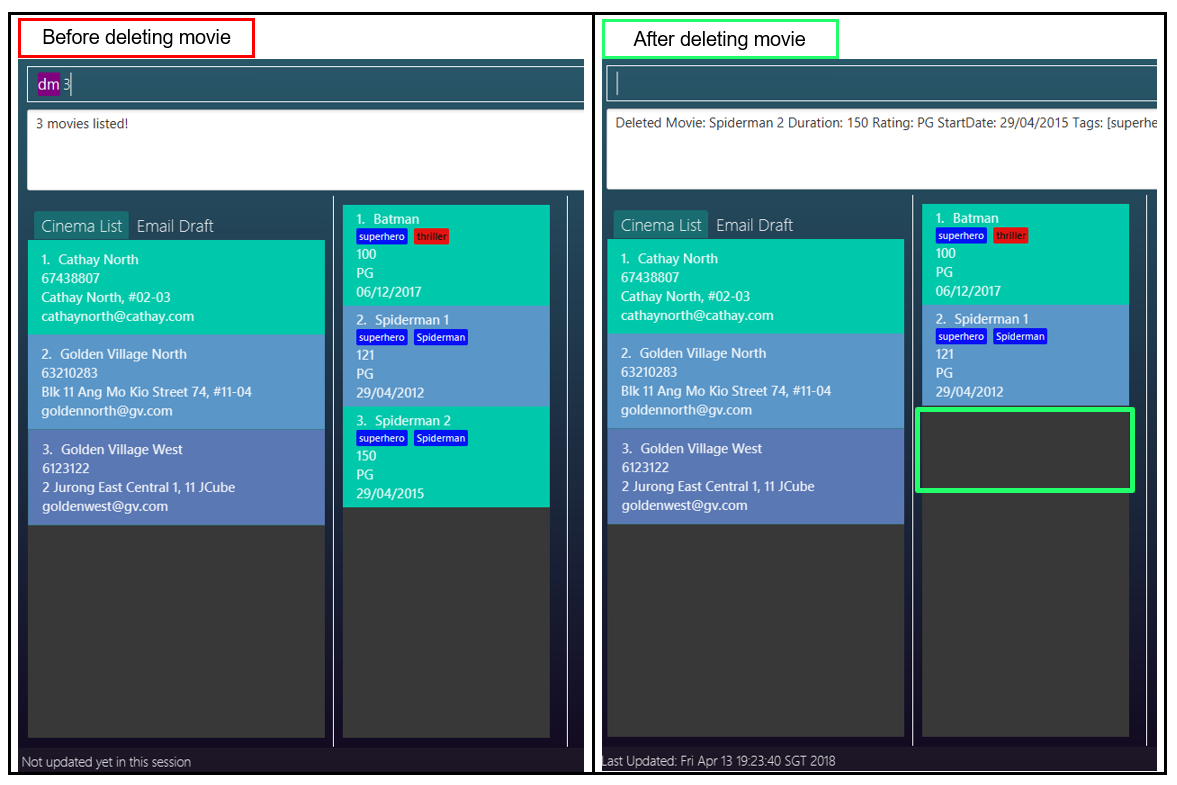 Before deleting movie
dm 3
3 movies listed!
Cinema List Email Draft
1. Cathay North
67438807
Cathay North, #02-03
cathaynorth@cathay.com
2. Golden Village North
63210283
Blk 11 Ang Mo Kio Street 74, #11-04
goldennorth@gv.com
3. Golden Village West
6123122
2 Jurong East Central 1, 11 JCube
goldenwest@gv.com
1. Batman
superhero thriller
100
PG
06/12/2017
2. Spiderman 1
superhero Spiderman
121
PG
29/04/2012
3. Spiderman 2
superhero Spiderman
150
PG
29/04/2015
Not updated yet in this session
After deleting movie
Deleted Movie: Spiderman 2 Duration: 150 Rating: PG StartDate: 29/04/2015 Tags: [superhe
Cinema List Email Draft
1. Cathay North
67438807
Cathay North, #02-03
cathaynorth@cathay.com
2. Golden Village North
63210283
Blk 11 Ang Mo Kio Street 74, #11-04
goldennorth@gv.com
3. Golden Village West
6123122
2 Jurong East Central 1, 11 JCube
goldenwest@gv.com
1. Batman
superhero thriller
100
PG
06/12/2017
2. Spiderman 1
superhero Spiderman
121
PG
29/04/2012
Last Updated: Fri Apr 13 19:23:40 SGT 2018